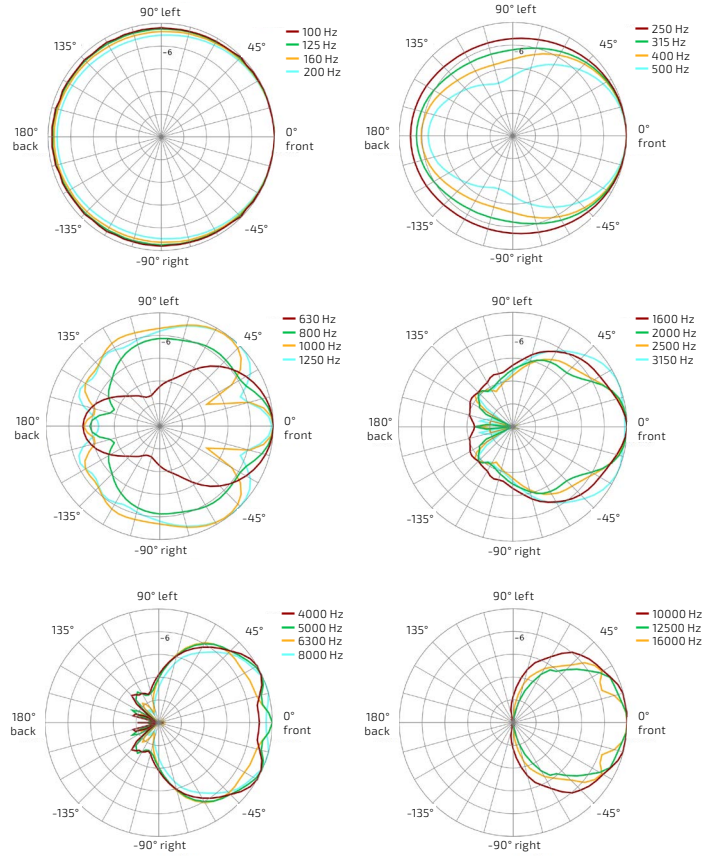 90° left
135°
45°
-6
180°
back
0°
front
-135°
-45°
-90° right
100 Hz
125 Hz
160 Hz
200 Hz
90° left
135°
45°
-6
180°
back
0°
front
-135°
-45°
-90° right
250 Hz
315 Hz
400 Hz
500 Hz
90° left
135°
45°
-6
180°
back
0°
front
-135°
-45°
-90° right
630 Hz
800 Hz
1000 Hz
1250 Hz
90° left
135°
45°
-6
180°
back
0°
front
-135°
-45°
-90° right
1600 Hz
2000 Hz
2500 Hz
3150 Hz
90° left
135°
45°
-6
180°
back
0°
front
-135°
-45°
-90° right
4000 Hz
5000 Hz
6300 Hz
8000 Hz
90° left
135°
45°
-6
180°
back
0°
front
-135°
-45°
-90° right
10000 Hz
12500 Hz
16000 Hz